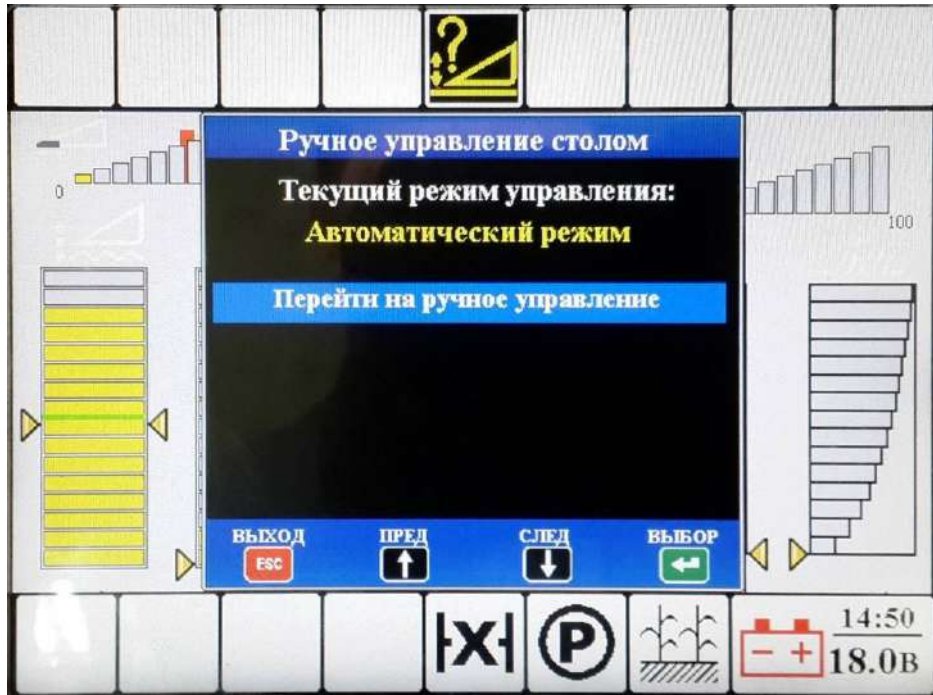 ?
Ручное управление столом
Текущий режим управления:
Автоматический режим
0
100
Перейти на ручное управление
ВЫХОД ПРЕД СЛЕД ВЫБОР
ESC
P
14:50
18.0В